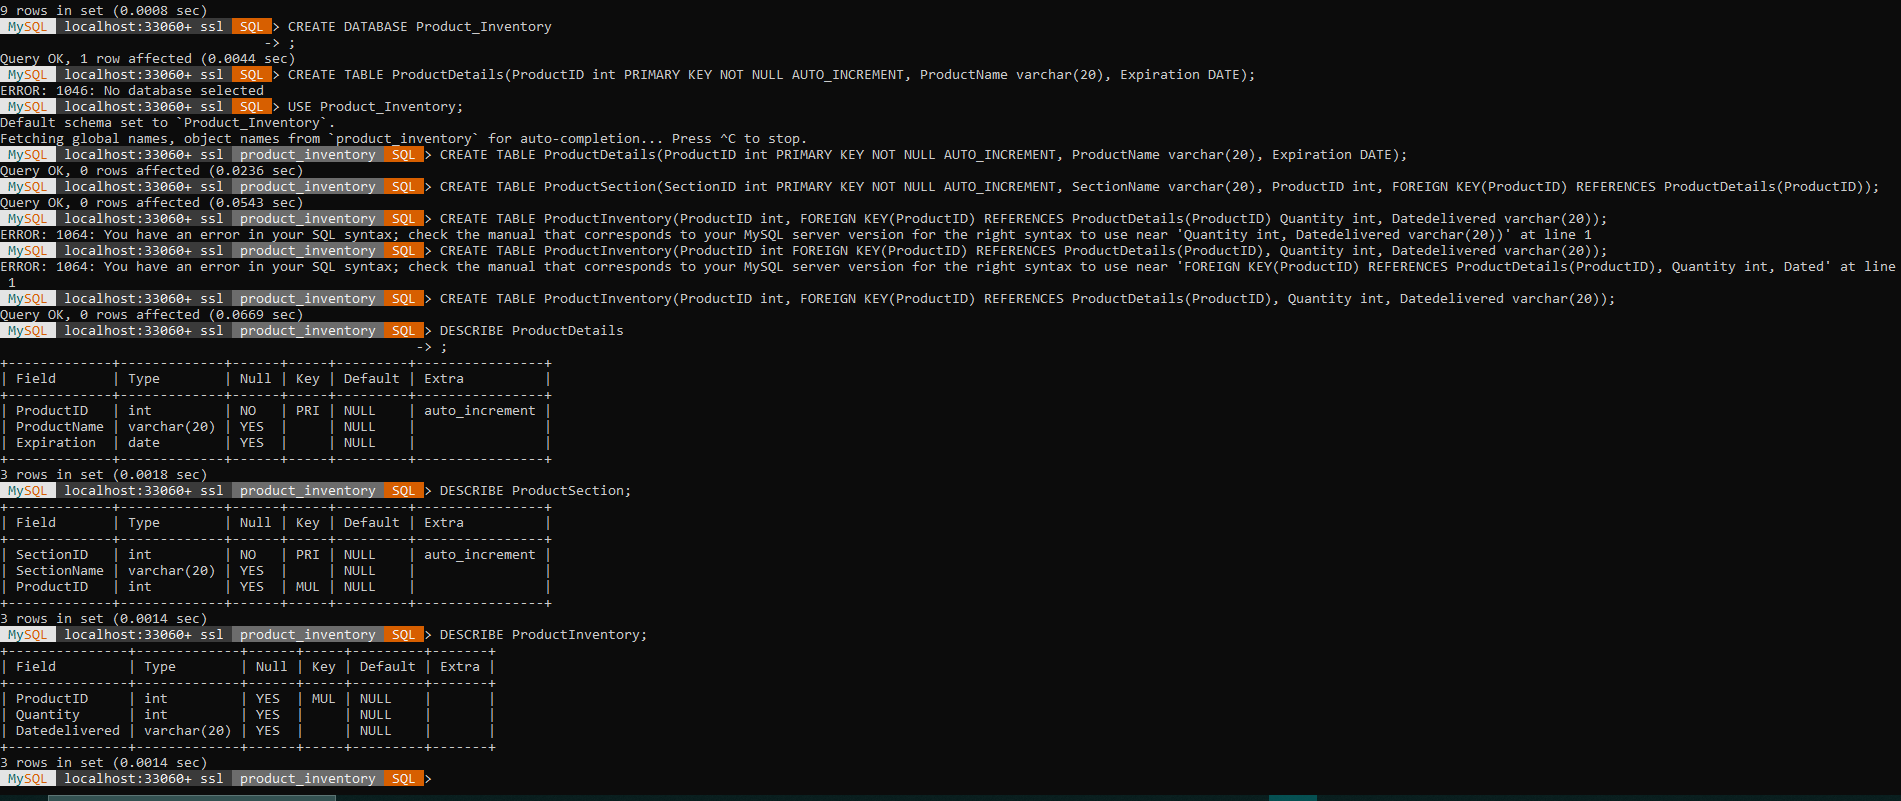 9 rows in set (0.0008 sec)
MySQL localhost:33060+ ssl SQL > CREATE DATABASE Product_Inventory
-> ;
Query OK, 1 row affected (0.0044 sec)
MySQL localhost:33060+ ssl SQL > CREATE TABLE ProductDetails(ProductID int PRIMARY KEY NOT NULL AUTO_INCREMENT, ProductName varchar(20), Expiration DATE);
ERROR: 1046: No database selected
MySQL localhost:33060+ ssl SQL > USE Product_Inventory;
Default schema set to `Product_Inventory`.
Fetching global names, object names from `product_inventory` for auto-completion... Press ^C to stop.
MySQL localhost:33060+ ssl product_inventory SQL > CREATE TABLE ProductDetails(ProductID int PRIMARY KEY NOT NULL AUTO_INCREMENT, ProductName varchar(20), Expiration DATE);
Query OK, 0 rows affected (0.0236 sec)
MySQL localhost:33060+ ssl product_inventory SQL > CREATE TABLE ProductSection(SectionID int PRIMARY KEY NOT NULL AUTO_INCREMENT, SectionName varchar(20), ProductID int, FOREIGN KEY(ProductID) REFERENCES ProductDetails(ProductID));
Query OK, 0 rows affected (0.0543 sec)
MySQL localhost:33060+ ssl product_inventory SQL > CREATE TABLE ProductInventory(ProductID int, FOREIGN KEY(ProductID) REFERENCES ProductDetails(ProductID) Quantity int, Datedelivered varchar(20));
ERROR: 1064: You have an error in your SQL syntax; check the manual that corresponds to your MySQL server version for the right syntax to use near 'Quantity int, Datedelivered varchar(20))' at line 1
MySQL localhost:33060+ ssl product_inventory SQL > CREATE TABLE ProductInventory(ProductID int FOREIGN KEY(ProductID) REFERENCES ProductDetails(ProductID), Quantity int, Datedelivered varchar(20));
ERROR: 1064: You have an error in your SQL syntax; check the manual that corresponds to your MySQL server version for the right syntax to use near 'FOREIGN KEY(ProductID) REFERENCES ProductDetails(ProductID), Quantity int, Dated' at line
1
MySQL localhost:33060+ ssl product_inventory SQL > CREATE TABLE ProductInventory(ProductID int, FOREIGN KEY(ProductID) REFERENCES ProductDetails(ProductID), Quantity int, Datedelivered varchar(20));
Query OK, 0 rows affected (0.0669 sec)
MySQL localhost:33060+ ssl product_inventory SQL > DESCRIBE ProductDetails
-> ;
+-------------+-------------+------+-----+---------+----------------+
| Field       | Type        | Null | Key | Default | Extra          |
+-------------+-------------+------+-----+---------+----------------+
| ProductID   | int         | NO   | PRI | NULL    | auto_increment |
| ProductName | varchar(20) | YES  |     | NULL    |                |
| Expiration  | date        | YES  |     | NULL    |                |
+-------------+-------------+------+-----+---------+----------------+
3 rows in set (0.0018 sec)
MySQL localhost:33060+ ssl product_inventory SQL > DESCRIBE ProductSection;
+-------------+-------------+------+-----+---------+----------------+
| Field       | Type        | Null | Key | Default | Extra          |
+-------------+-------------+------+-----+---------+----------------+
| SectionID   | int         | NO   | PRI | NULL    | auto_increment |
| SectionName | varchar(20) | YES  |     | NULL    |                |
| ProductID   | int         | YES  | MUL | NULL    |                |
+-------------+-------------+------+-----+---------+----------------+
3 rows in set (0.0014 sec)
MySQL localhost:33060+ ssl product_inventory SQL > DESCRIBE ProductInventory;
+---------------+-------------+------+-----+---------+-------+
| Field         | Type        | Null | Key | Default | Extra |
+---------------+-------------+------+-----+---------+-------+
| ProductID     | int         | YES  | MUL | NULL    |       |
| Quantity      | int         | YES  |     | NULL    |       |
| Datedelivered | varchar(20) | YES  |     | NULL    |       |
+---------------+-------------+------+-----+---------+-------+
3 rows in set (0.0014 sec)
MySQL localhost:33060+ ssl product_inventory SQL >